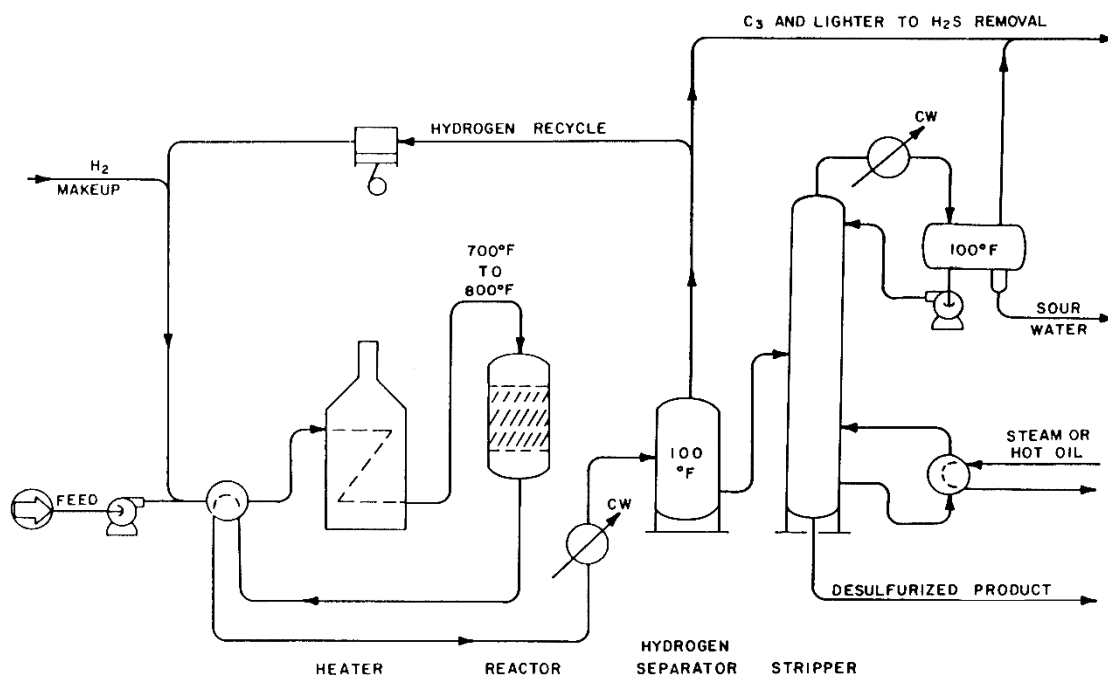 C₃ AND LIGHTER TO H₂S REMOVAL
HYDROGEN RECYCLE
CW
H₂
MAKEUP
700°F
TO
800°F
100°F
SOUR
WATER
STEAM OR
HOT OIL
100
°F
FEED
CW
DESULFURIZED PRODUCT
HEATER
REACTOR
HYDROGEN
SEPARATOR
STRIPPER